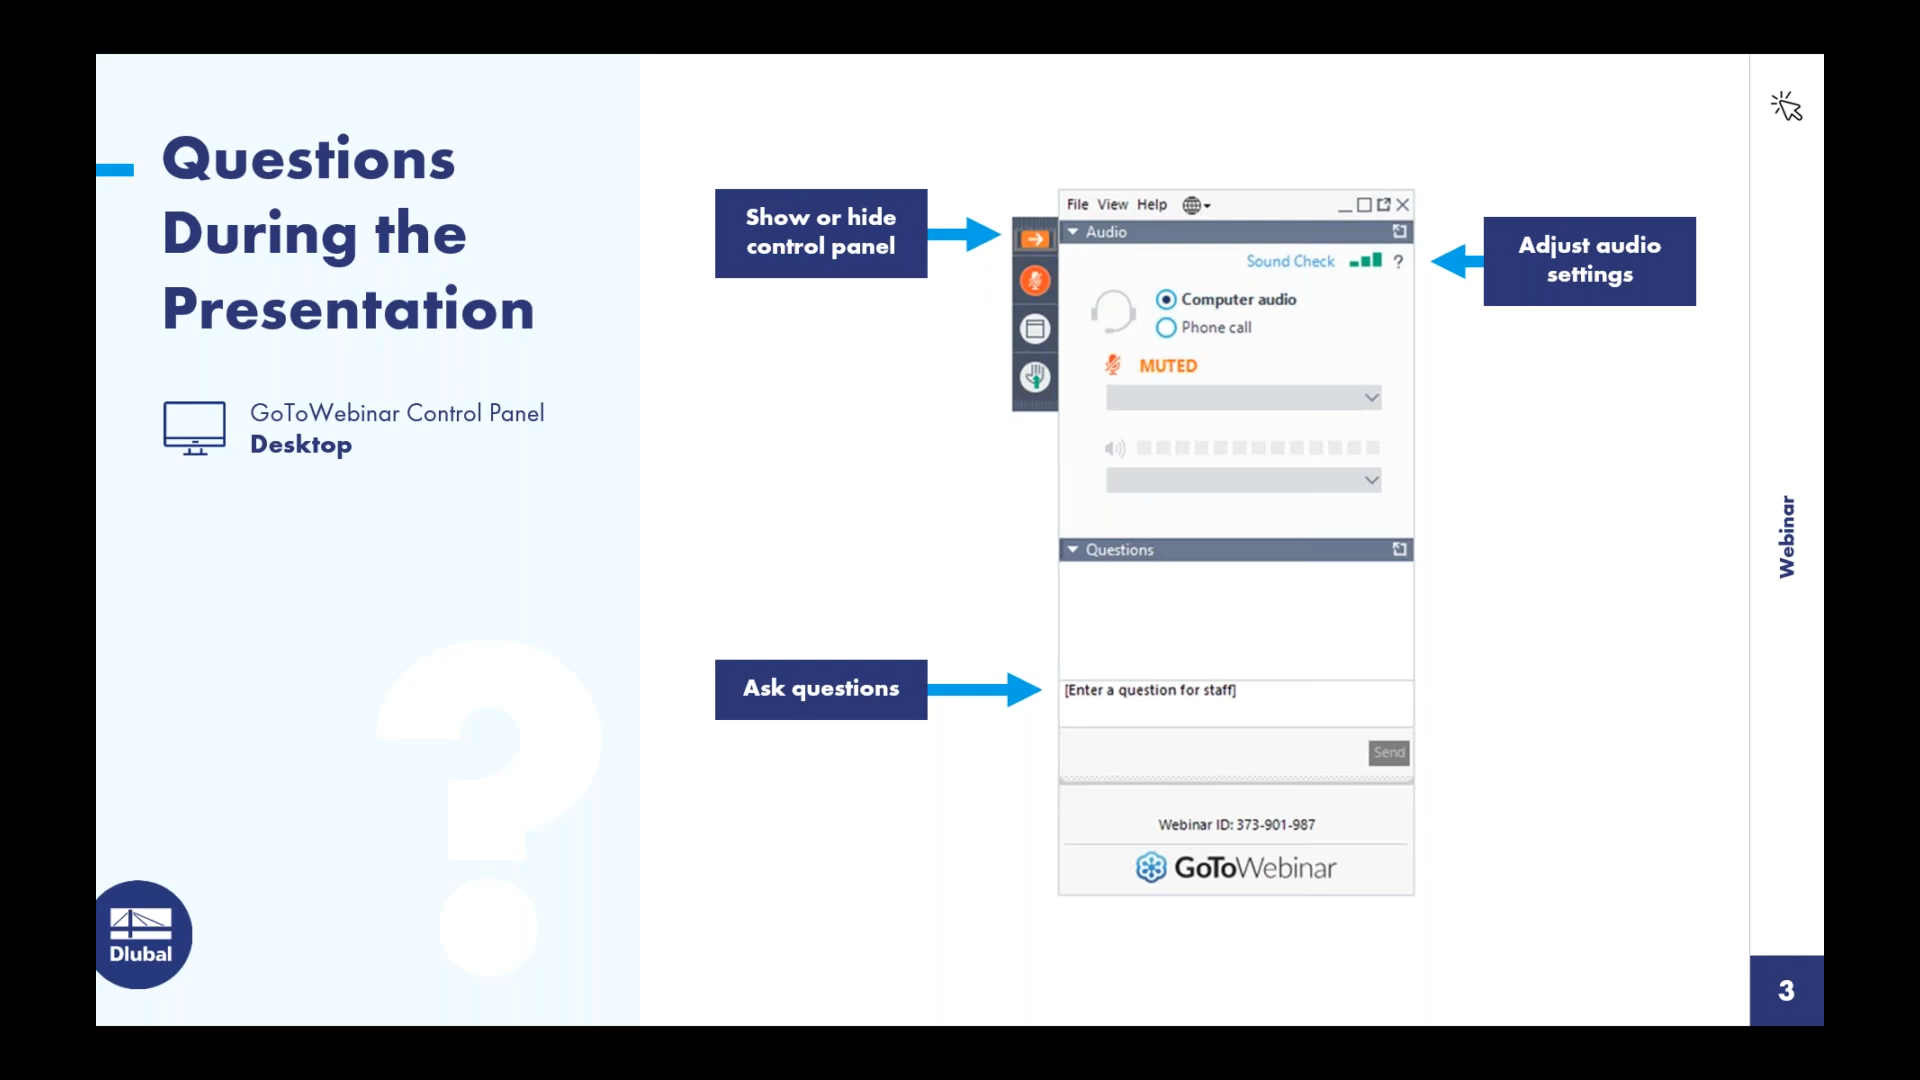 Questions
During the
Presentation
GoToWebinar Control Panel
Desktop
Dlubal
Show or hide
control panel
Ask questions
File View Help
Audio
Sound Check ?
Computer audio
Phone call
MUTED
Questions
[Enter a question for staff]
Send
Webinar ID: 373-901-987
GoToWebinar
Adjust audio
settings
Webinar
3